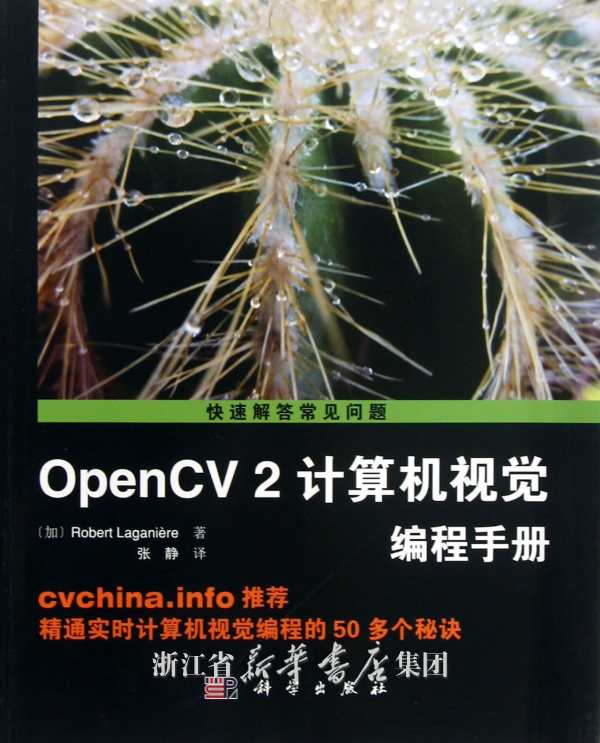 快速解答常见问题
OpenCV 2 计算机视觉
编程手册
〔加〕 Robert Laganière 著
张 静 译
cvchina.info 推荐
精通实时计算机视觉编程的 50 多个秘诀
浙江省新华书店集团
科学出版社